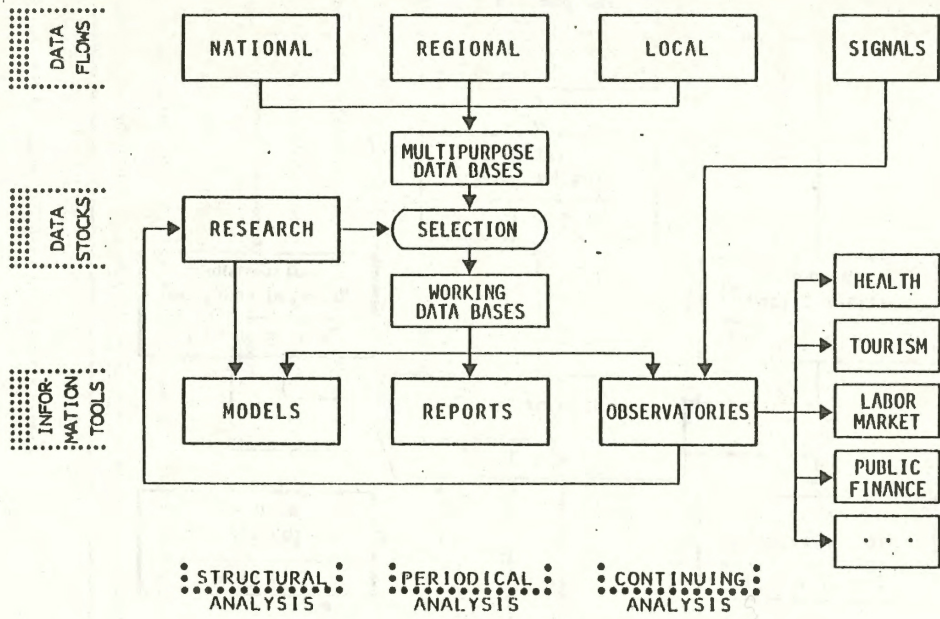 DATA
FLOWS
NATIONAL
REGIONAL
LOCAL
SIGNALS
MULTIPURPOSE
DATA BASES
DATA
STOCKS
RESEARCH
SELECTION
WORKING
DATA BASES
HEALTH
TOURISM
INFOR-
MATION
TOOLS
MODELS
REPORTS
OBSERVATORIES
LABOR
MARKET
PUBLIC
FINANCE
. . .
STRUCTURAL
ANALYSIS
PERIODICAL
ANALYSIS
CONTINUING
ANALYSIS